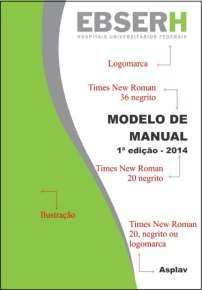 EBSERH
HOSPITAIS UNIVERSITÁRIOS FEDERAIS
Logomarca
Times New Roman
36 negrito
MODELO DE
MANUAL
1ª edição - 2014
Times New Roman
20 negrito
Ilustração
Times New Roman
20, negrito ou
logomarca
Asplav